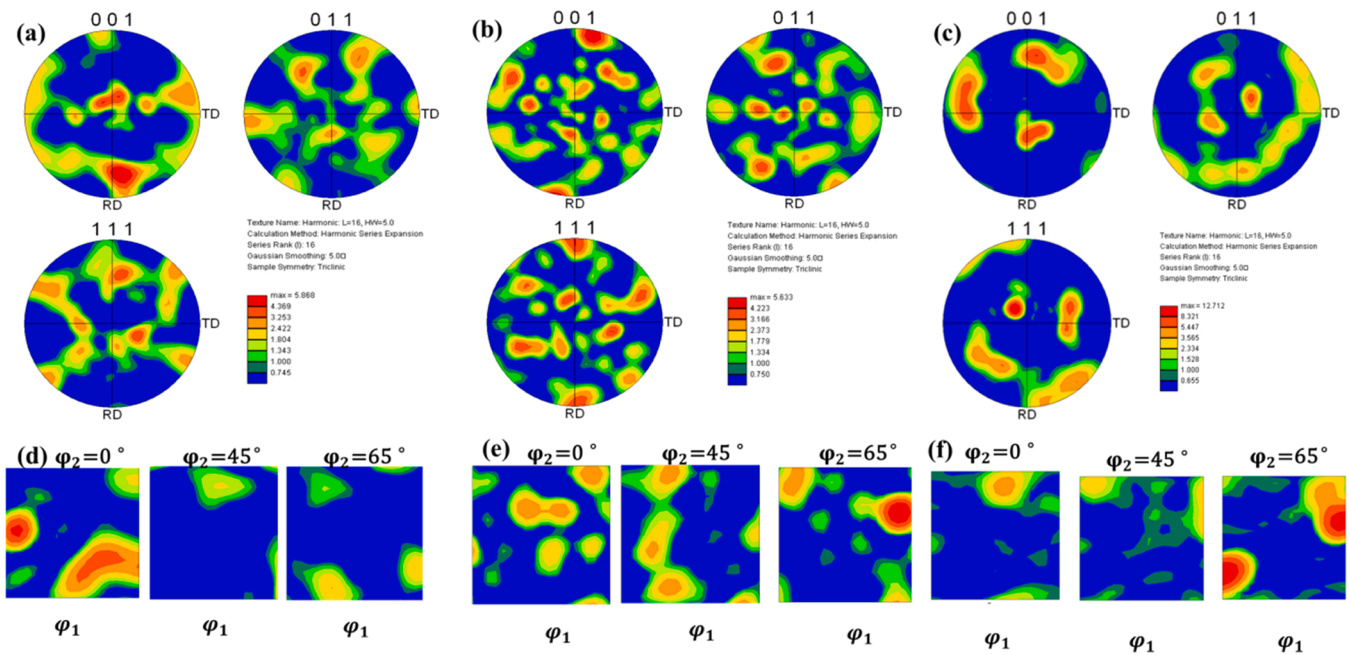 (a)
0 0 1
0 1 1
TD
TD
RD
RD
1 1 1
TD
RD
Texture Name: Harmonic: L=16, HW=5.0
Calculation Method: Harmonic Series Expansion
Series Rank (l): 16
Gaussian Smoothing: 5.0Ω
Sample Symmetry: Triclinic
max = 5.868
4.369
3.253
2.422
1.804
1.343
1.000
0.745
(b)
0 0 1
0 1 1
TD
TD
RD
RD
1 1 1
TD
RD
Texture Name: Harmonic: L=16, HW=5.0
Calculation Method: Harmonic Series Expansion
Series Rank (l): 16
Gaussian Smoothing: 5.0Ω
Sample Symmetry: Triclinic
max = 5.633
4.223
3.166
2.373
1.779
1.334
1.000
0.750
(c)
0 0 1
0 1 1
TD
TD
RD
RD
1 1 1
TD
RD
Texture Name: Harmonic: L=16, HW=5.0
Calculation Method: Harmonic Series Expansion
Series Rank (l): 16
Gaussian Smoothing: 5.0Ω
Sample Symmetry: Triclinic
max = 12.712
8.321
5.447
3.565
2.334
1.528
1.000
0.655
(d)
φ2=0°
φ2=45°
φ2=65°
φ1
φ1
φ1
(e)
φ2=0°
φ2=45°
φ2=65°
φ1
φ1
φ1
(f)
φ2=0°
φ2=45°
φ2=65°
φ1
φ1
φ1